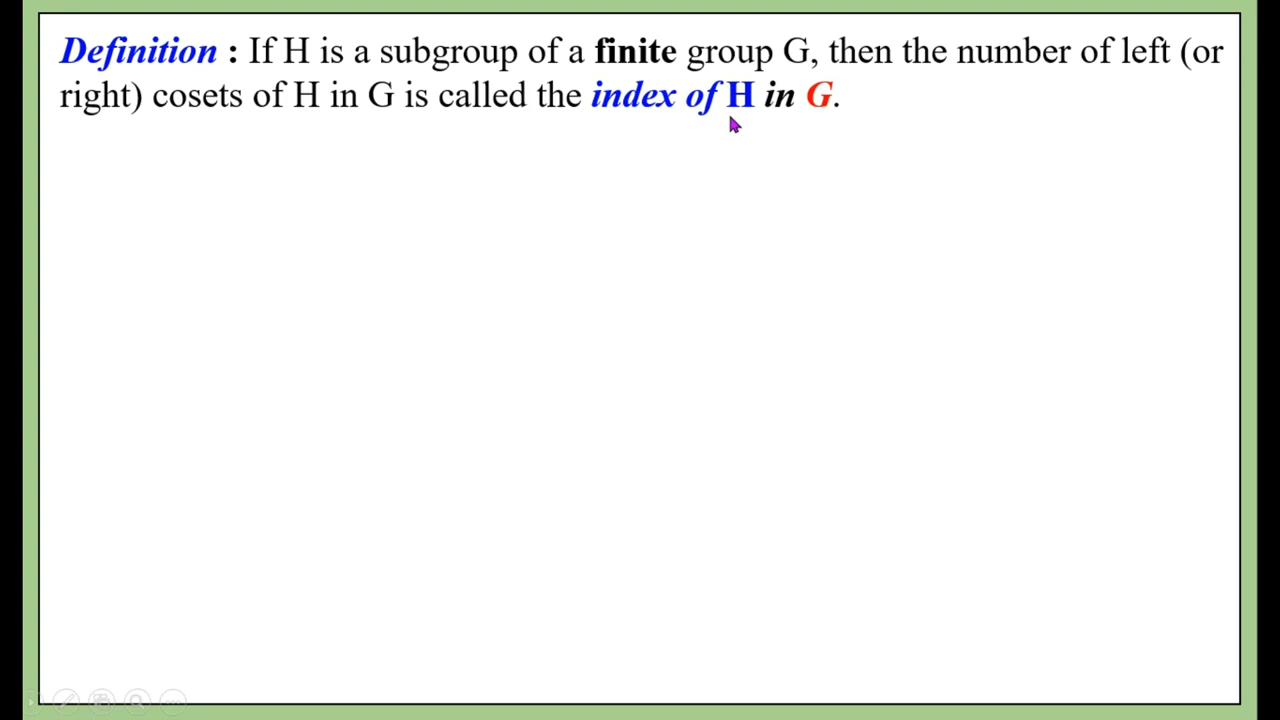 Definition : If H is a subgroup of a finite group G, then the number of left (or
right) cosets of H in G is called the index of H in G.